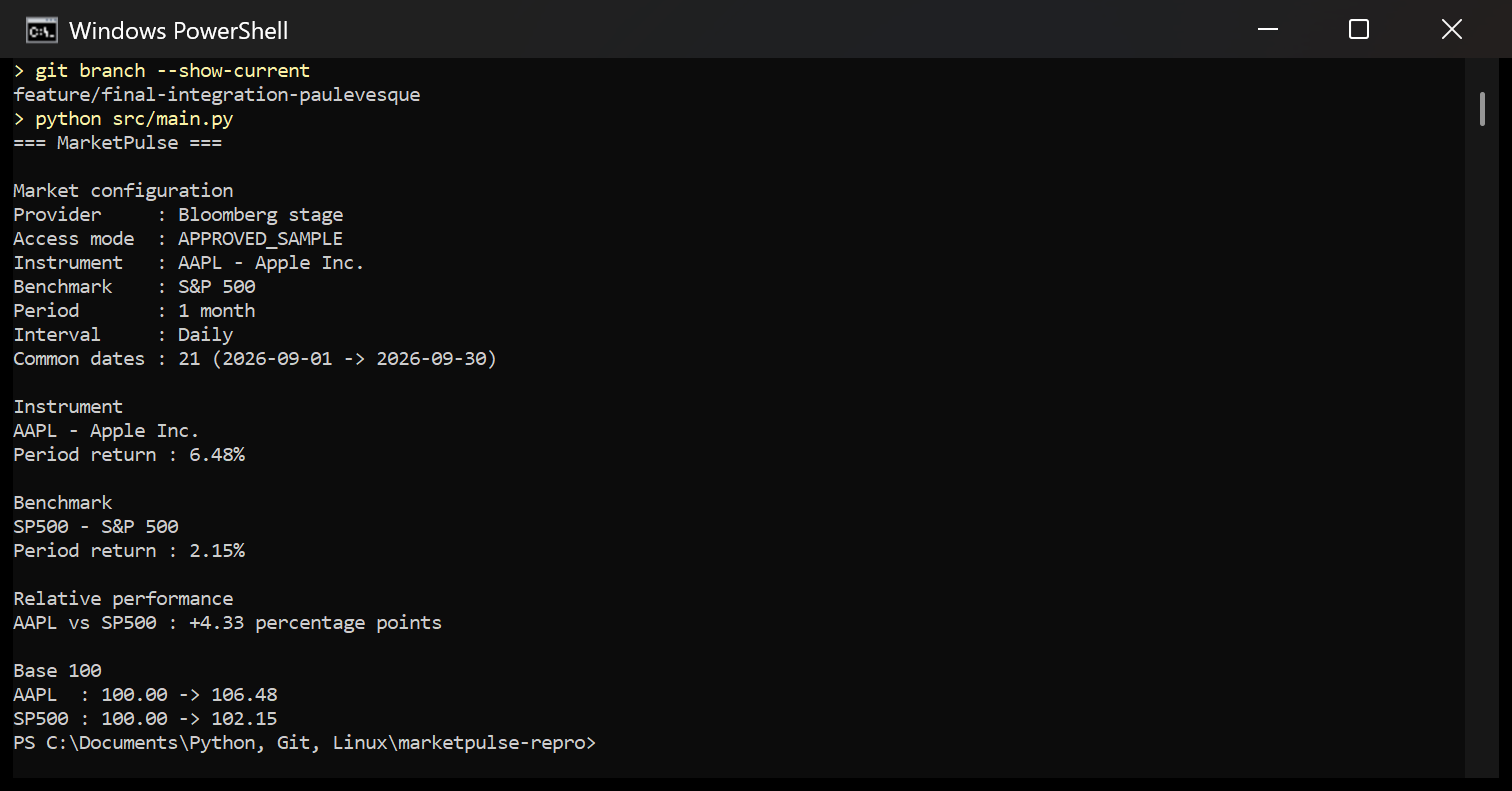 Windows PowerShell
> git branch --show-current
feature/final-integration-paulevesque
> python src/main.py
=== MarketPulse ===

Market configuration
Provider     : Bloomberg stage
Access mode  : APPROVED_SAMPLE
Instrument   : AAPL - Apple Inc.
Benchmark    : S&P 500
Period       : 1 month
Interval     : Daily
Common dates : 21 (2026-09-01 -> 2026-09-30)

Instrument
AAPL - Apple Inc.
Period return : 6.48%

Benchmark
SP500 - S&P 500
Period return : 2.15%

Relative performance
AAPL vs SP500 : +4.33 percentage points

Base 100
AAPL  : 100.00 -> 106.48
SP500 : 100.00 -> 102.15
PS C:\Documents\Python, Git, Linux\marketpulse-repro>